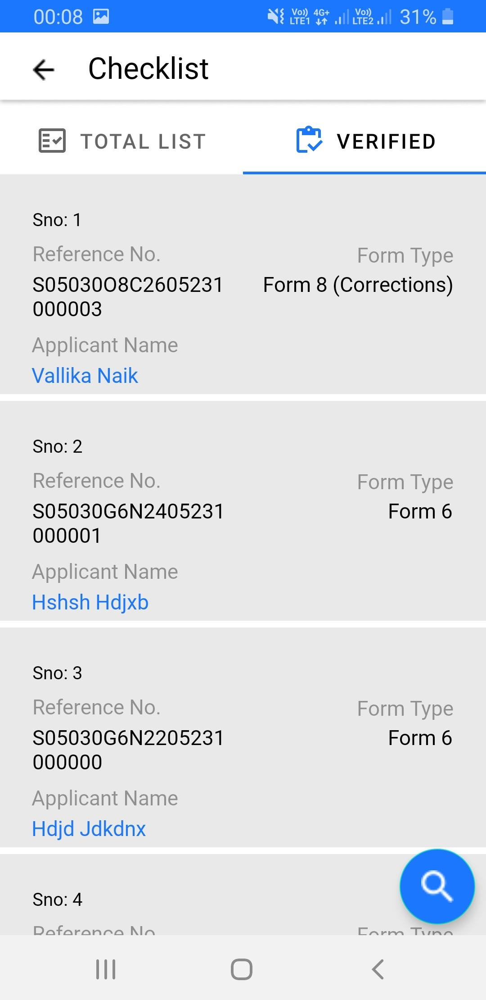 00:08 Vo)) LTE1 4G+ Vo)) LTE2 31%
Checklist
TOTAL LIST VERIFIED
Sno: 1
Reference No. Form Type
S05030O8C2605231 Form 8 (Corrections)
000003
Applicant Name
Vallika Naik
Sno: 2
Reference No. Form Type
S05030G6N2405231 Form 6
000001
Applicant Name
Hshsh Hdjxb
Sno: 3
Reference No. Form Type
S05030G6N2205231 Form 6
000000
Applicant Name
Hdjd Jdkdnx
Sno: 4
Reference No Form Type